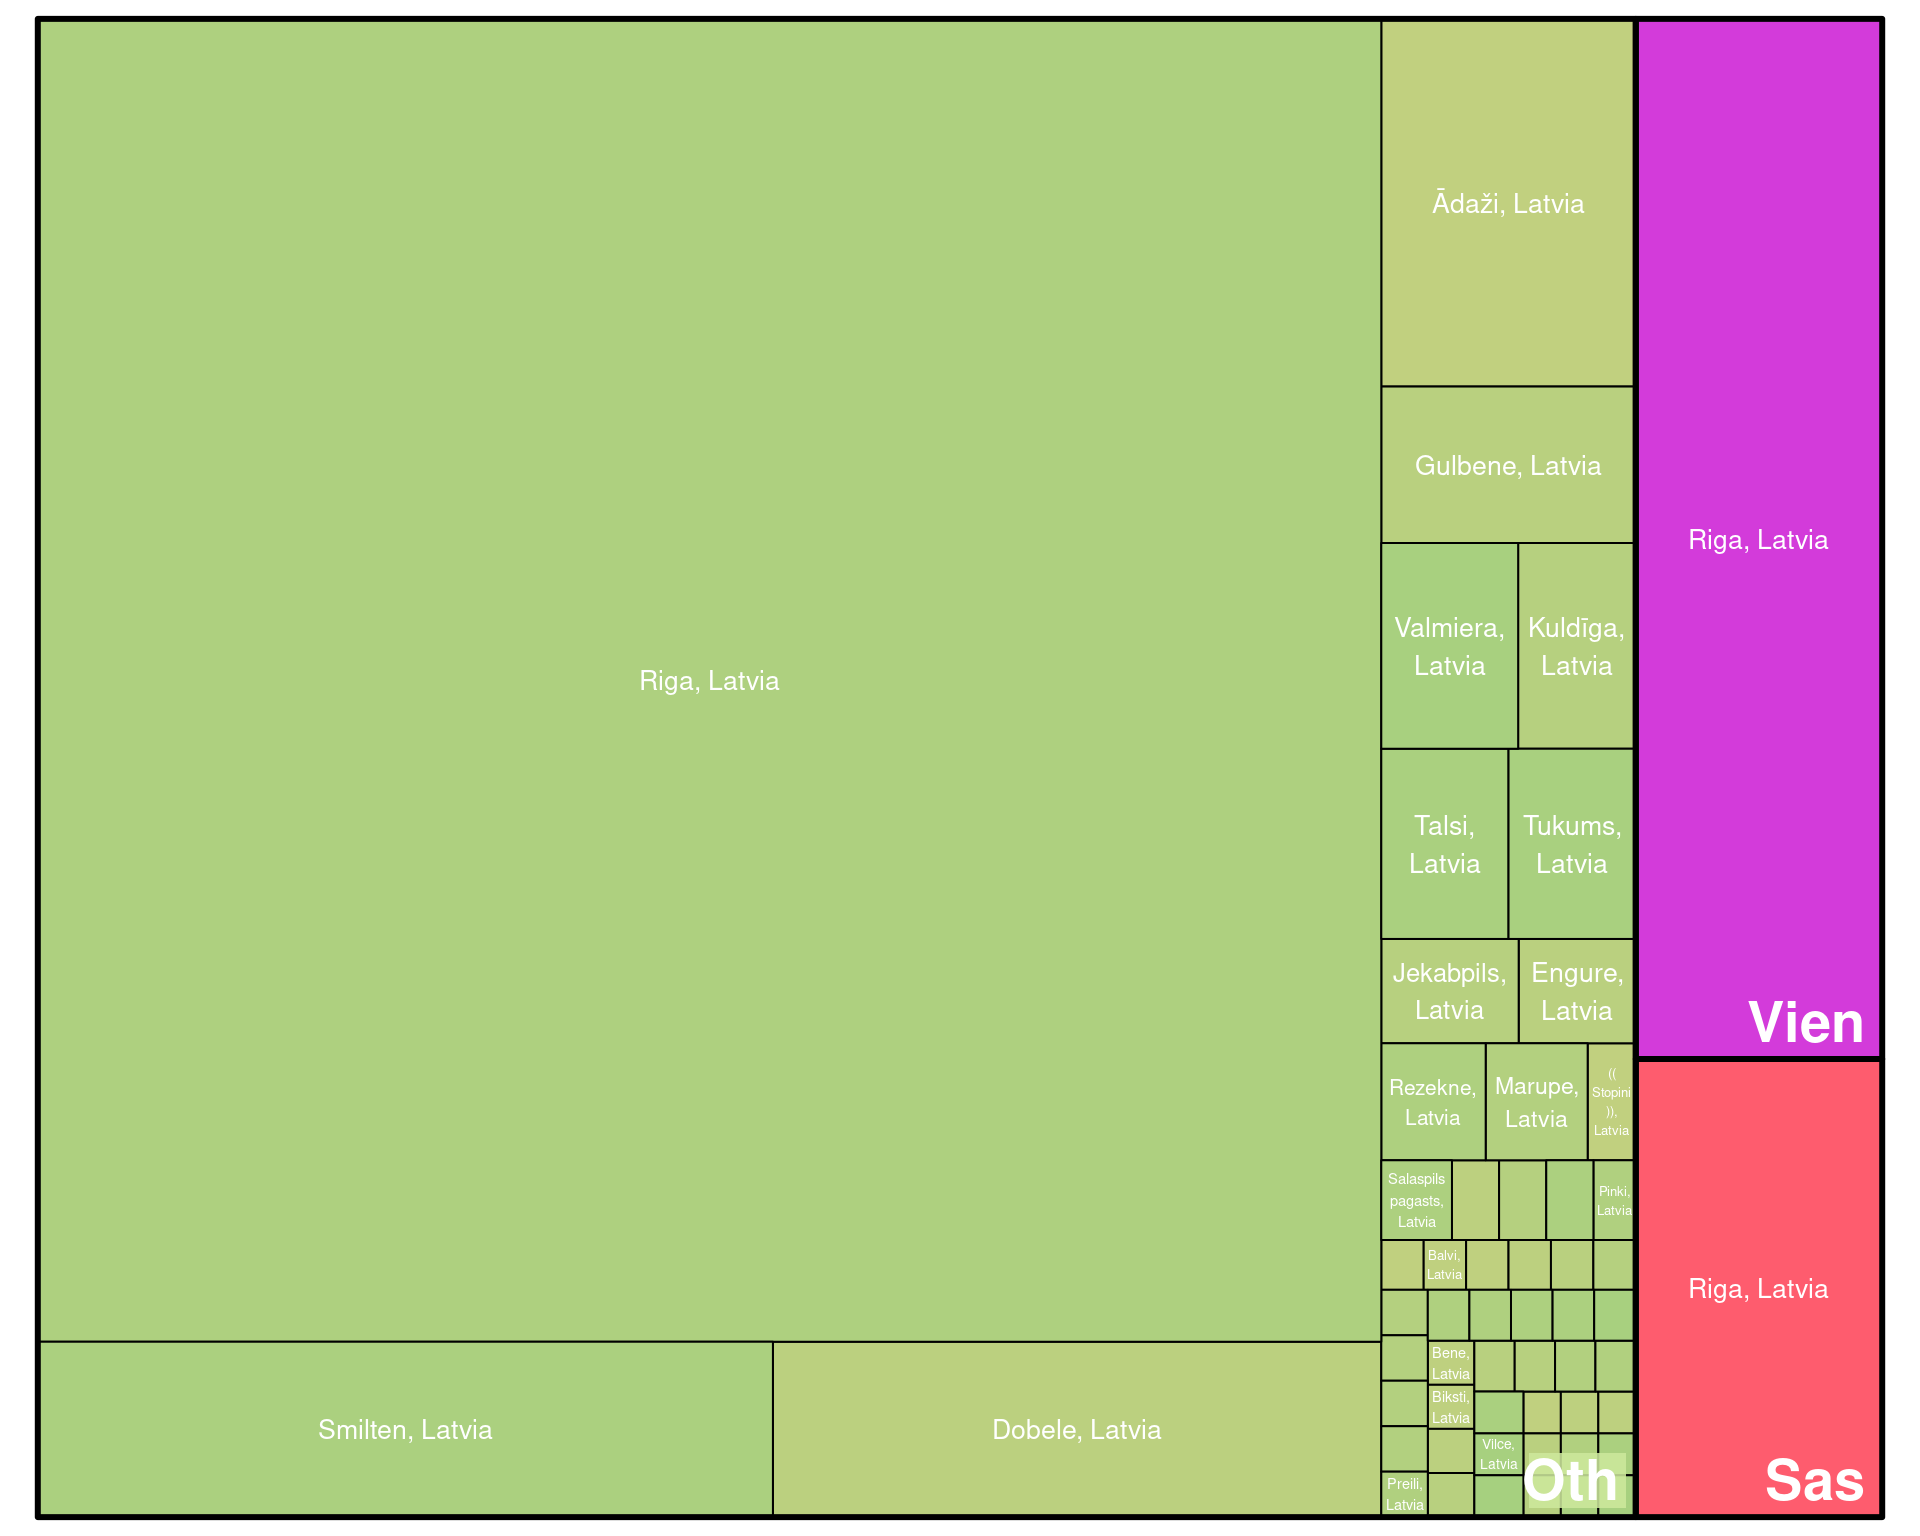 Riga, Latvia
Smilten, Latvia
Dobele, Latvia
Ādaži, Latvia
Gulbene, Latvia
Valmiera,
Latvia
Kuldīga,
Latvia
Talsi,
Latvia
Tukums,
Latvia
Jekabpils,
Latvia
Engure,
Latvia
Rezekne,
Latvia
Marupe,
Latvia
((
Stopini
)),
Latvia
Salaspils
pagasts,
Latvia
Pinki,
Latvia
Balvi,
Latvia
Bene,
Latvia
Biksti,
Latvia
Vilce,
Latvia
Preili,
Latvia
Oth
Riga, Latvia
Vien
Riga, Latvia
Sas